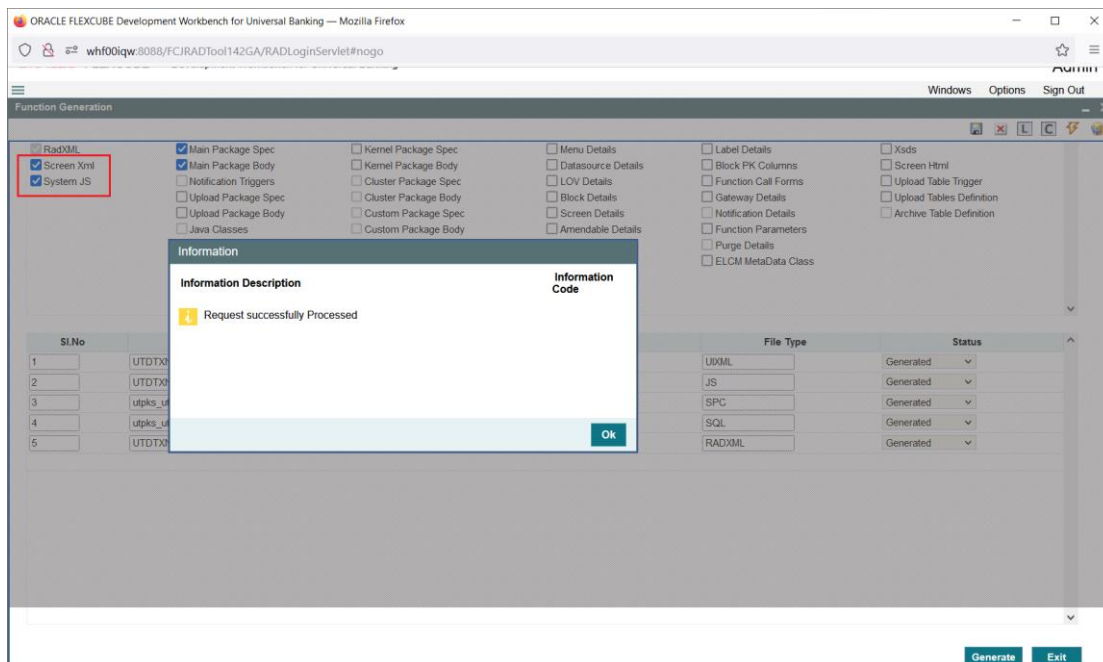 ORACLE FLEXCUBE Development Workbench for Universal Banking — Mozilla Firefox
whf00iqw:8088/FCJRADTool142GA/RADLoginServlet#nogo
Admin
Windows Options Sign Out
Function Generation
L C
RadXML Main Package Spec Kernel Package Spec Menu Details Label Details Xsds
Screen Xml Main Package Body Kernel Package Body Datasource Details Block PK Columns Screen Html
System JS Notification Triggers Cluster Package Spec LOV Details Function Call Forms Upload Table Trigger
Upload Package Spec Cluster Package Body Block Details Gateway Details Upload Tables Definition
Upload Package Body Custom Package Spec Screen Details Notification Details Archive Table Definition
Java Classes Custom Package Body Amendable Details Function Parameters
Purge Details
ELCM MetaData Class
Information
Information Description Information Code
Request successfully Processed
Ok
Sl.No File Type Status
1 UTDTXN UIXML Generated
2 UTDTXN JS Generated
3 utpks_ut SPC Generated
4 utpks_ut SQL Generated
5 UTDTXN RADXML Generated
Generate Exit